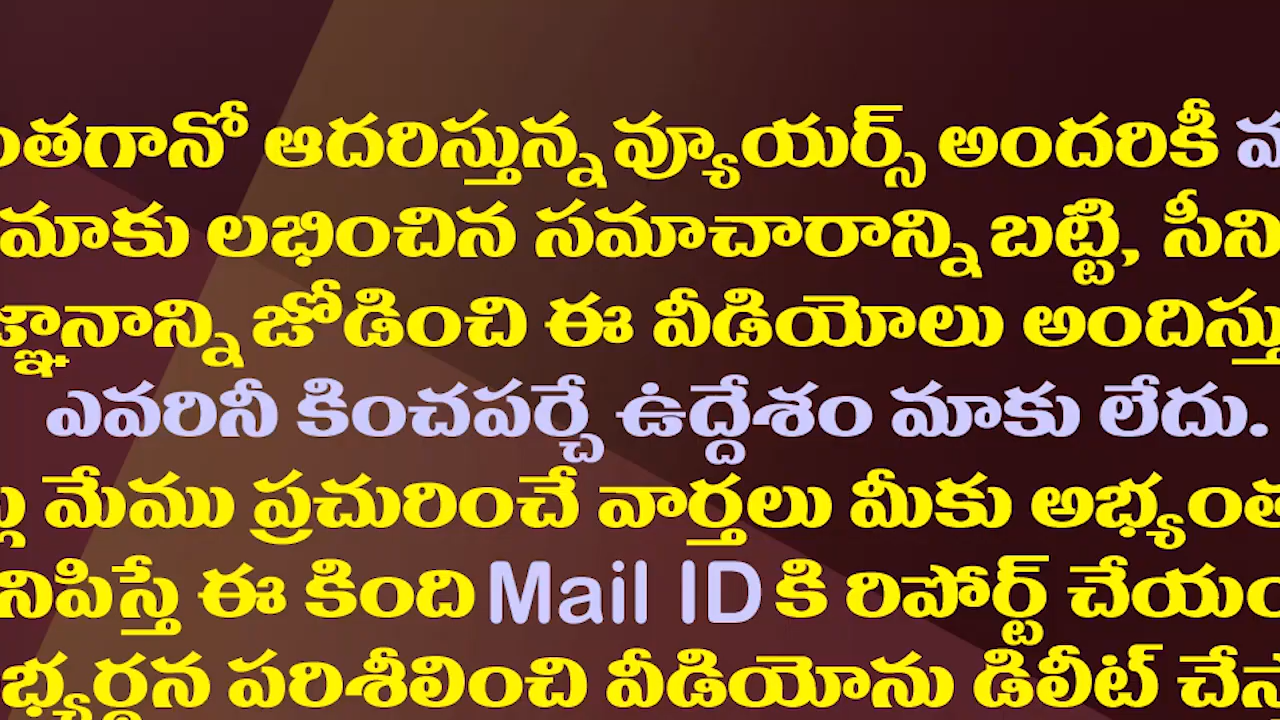 ఆదరిస్తున్న వ్యూయర్స్ అందరికీ
మాకు లభించిన సమాచారాన్ని బట్టి,
జోడించి ఈ వీడియోలు
ఎవరినీ కించపర్చే ఉద్దేశం మాకు లేదు.
మేము ప్రచురించే వార్తలు మీకు
ఈ కింది Mail ID కి రిపోర్ట్
పరిశీలించి వీడియోను డిలీట్